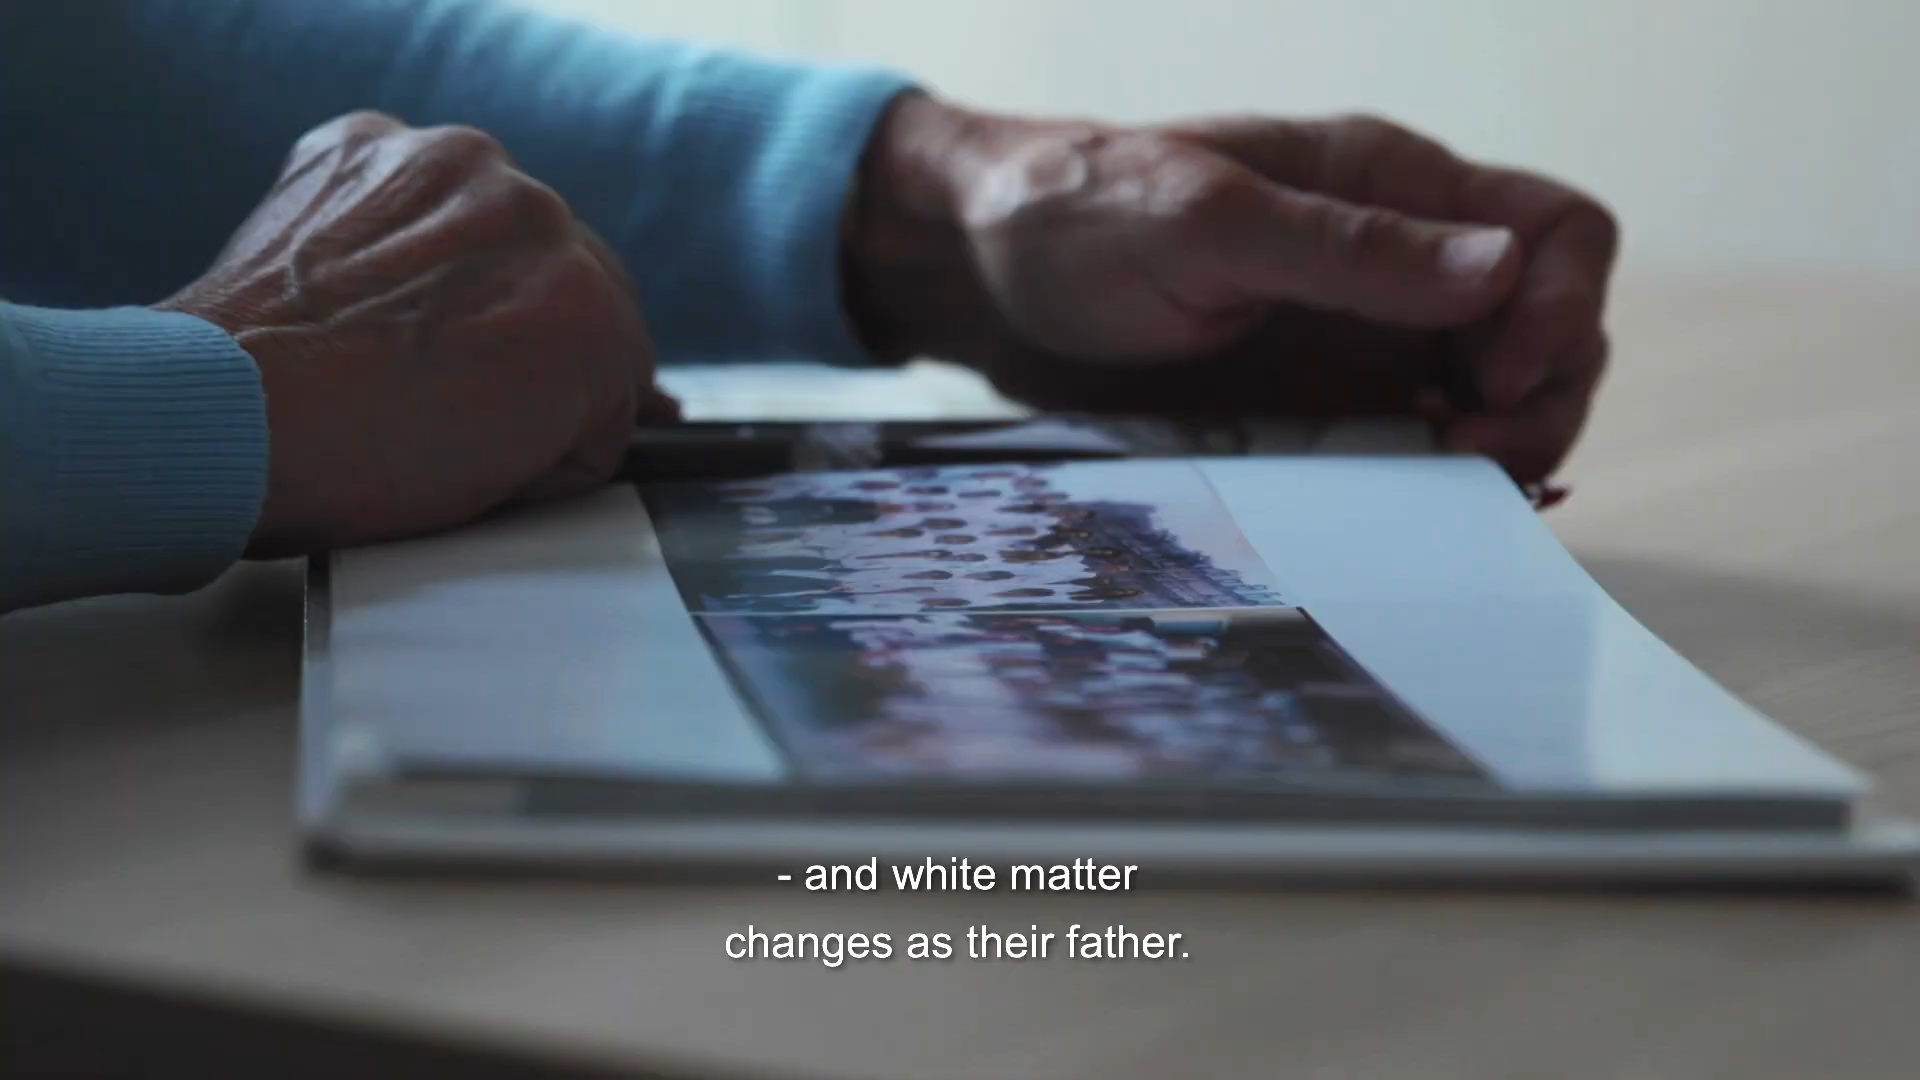 - and white matter
changes as their father.